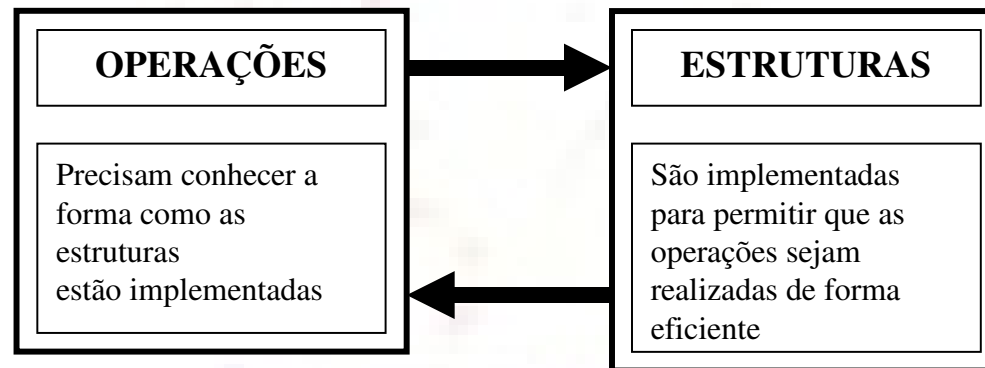 OPERAÇÕES
Precisam conhecer a
forma como as
estruturas
estão implementadas
ESTRUTURAS
São implementadas
para permitir que as
operações sejam
realizadas de forma
eficiente